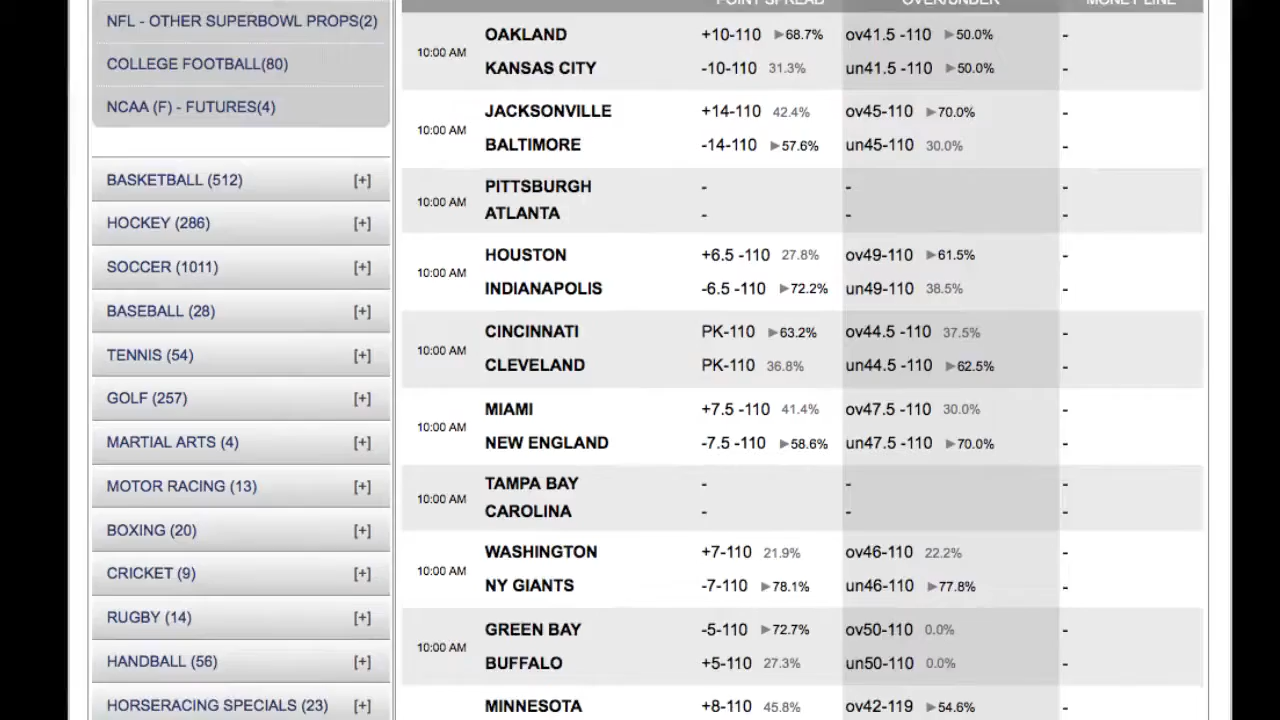 NFL - OTHER SUPERBOWL PROPS(2)
COLLEGE FOOTBALL(80)
NCAA (F) - FUTURES(4)
BASKETBALL (512) [+]
HOCKEY (286) [+]
SOCCER (1011) [+]
BASEBALL (28) [+]
TENNIS (54) [+]
GOLF (257) [+]
MARTIAL ARTS (4) [+]
MOTOR RACING (13) [+]
BOXING (20) [+]
CRICKET (9) [+]
RUGBY (14) [+]
HANDBALL (56) [+]
HORSERACING SPECIALS (23) [+]
POINT SPREAD OVER/UNDER MONEY LINE
10:00 AM
OAKLAND +10-110 ►68.7% ov41.5 -110 ►50.0% -
KANSAS CITY -10-110 31.3% un41.5 -110 ►50.0% -
10:00 AM
JACKSONVILLE +14-110 42.4% ov45-110 ►70.0% -
BALTIMORE -14-110 ►57.6% un45-110 30.0% -
10:00 AM
PITTSBURGH - - -
ATLANTA - - -
10:00 AM
HOUSTON +6.5 -110 27.8% ov49-110 ►61.5% -
INDIANAPOLIS -6.5 -110 ►72.2% un49-110 38.5% -
10:00 AM
CINCINNATI PK-110 ►63.2% ov44.5 -110 37.5% -
CLEVELAND PK-110 36.8% un44.5 -110 ►62.5% -
10:00 AM
MIAMI +7.5 -110 41.4% ov47.5 -110 30.0% -
NEW ENGLAND -7.5 -110 ►58.6% un47.5 -110 ►70.0% -
10:00 AM
TAMPA BAY - - -
CAROLINA - - -
10:00 AM
WASHINGTON +7-110 21.9% ov46-110 22.2% -
NY GIANTS -7-110 ►78.1% un46-110 ►77.8% -
10:00 AM
GREEN BAY -5-110 ►72.7% ov50-110 0.0% -
BUFFALO +5-110 27.3% un50-110 0.0% -
MINNESOTA +8-110 45.8% ov42-119 ►54.6% -